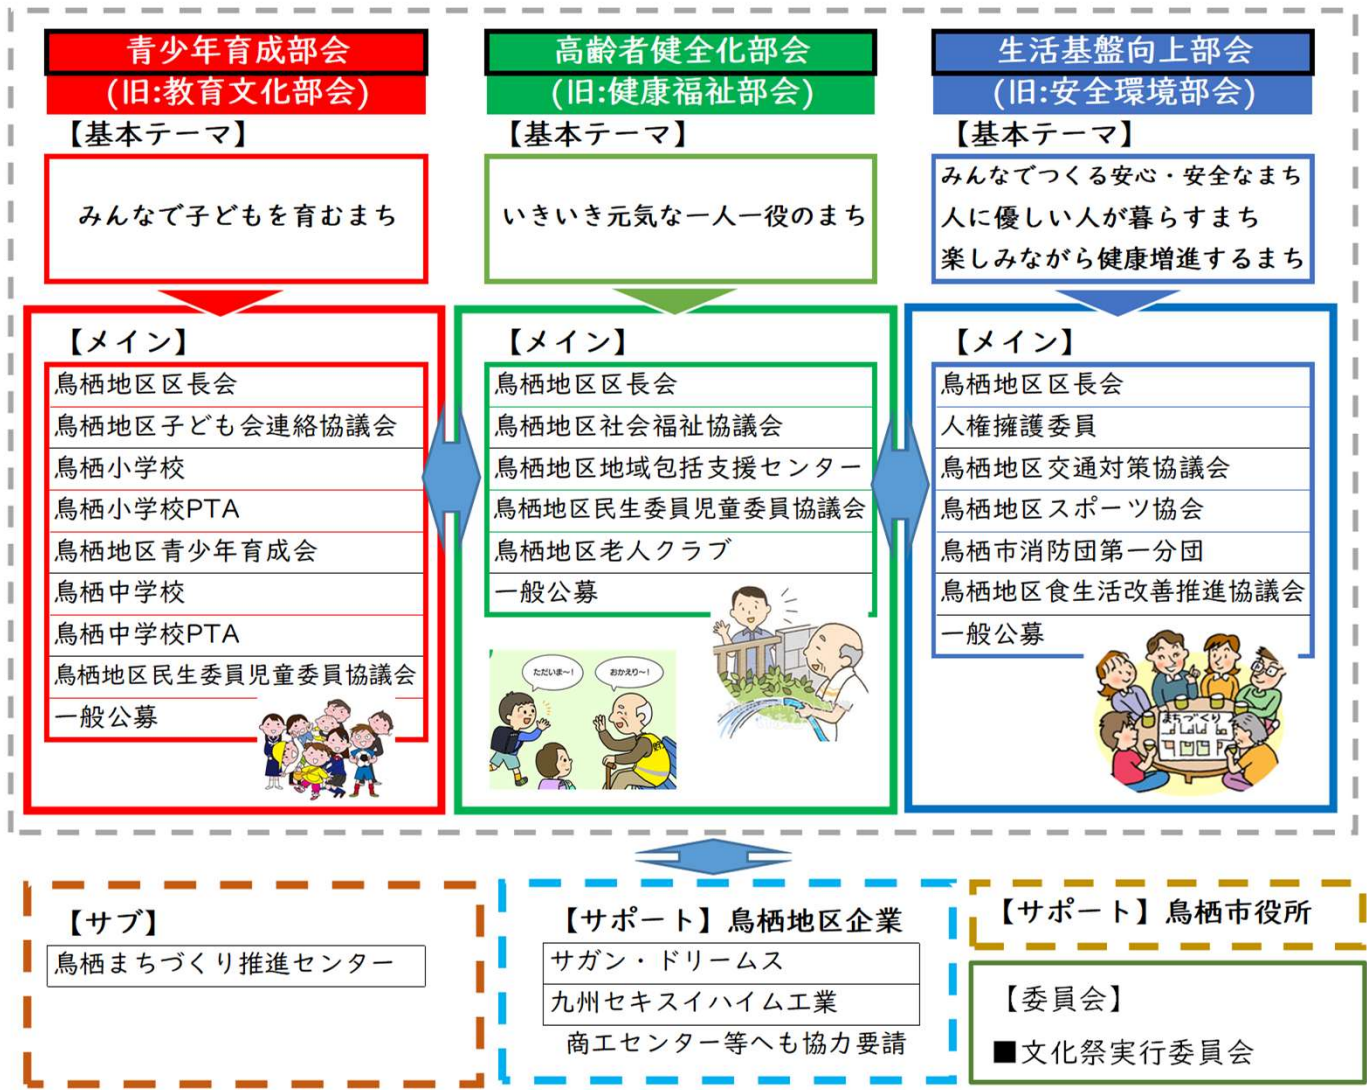 青少年育成部会
(旧:教育文化部会)
【基本テーマ】
みんなで子どもを育むまち
【メイン】
鳥栖地区区長会
鳥栖地区子ども会連絡協議会
鳥栖小学校
鳥栖小学校PTA
鳥栖地区青少年育成会
鳥栖中学校
鳥栖中学校PTA
鳥栖地区民生委員児童委員協議会
一般公募
高齢者健全化部会
(旧:健康福祉部会)
【基本テーマ】
いきいき元気な一人一役のまち
【メイン】
鳥栖地区区長会
鳥栖地区社会福祉協議会
鳥栖地区地域包括支援センター
鳥栖地区民生委員児童委員協議会
鳥栖地区老人クラブ
一般公募
ただいま〜!
おかえり〜!
生活基盤向上部会
(旧:安全環境部会)
【基本テーマ】
みんなでつくる安心・安全なまち
人に優しい人が暮らすまち
楽しみながら健康増進するまち
【メイン】
鳥栖地区区長会
人権擁護委員
鳥栖地区交通対策協議会
鳥栖地区スポーツ協会
鳥栖市消防団第一分団
鳥栖地区食生活改善推進協議会
一般公募
まちづくり
【サブ】
鳥栖まちづくり推進センター
【サポート】鳥栖地区企業
サガン・ドリームス
九州セキスイハイム工業
商工センター等へも協力要請
【サポート】鳥栖市役所
【委員会】
■文化祭実行委員会